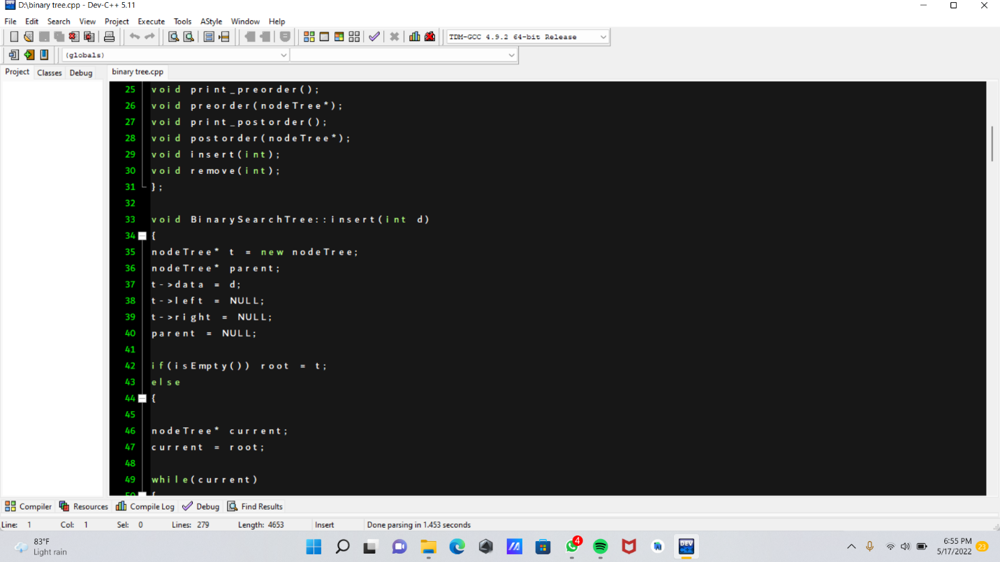 D:\binary tree.cpp - Dev-C++ 5.11
File Edit Search View Project Execute Tools AStyle Window Help
TDM-GCC 4.9.2 64-bit Release
(globals)
Project Classes Debug binary tree.cpp
25 void print_preorder();
26 void preorder(nodeTree*);
27 void print_postorder();
28 void postorder(nodeTree*);
29 void insert(int);
30 void remove(int);
31 };
32
33 void BinarySearchTree::insert(int d)
34 {
35 nodeTree* t = new nodeTree;
36 nodeTree* parent;
37 t->data = d;
38 t->left = NULL;
39 t->right = NULL;
40 parent = NULL;
41
42 if(isEmpty()) root = t;
43 else
44 {
45
46 nodeTree* current;
47 current = root;
48
49 while(current)
50 {
Compiler Resources Compile Log Debug Find Results
Line: 1 Col: 1 Sel: 0 Lines: 279 Length: 4653 Insert Done parsing in 1.453 seconds
83°F
Light rain
DEV
4
6:55 PM
5/17/2022
23